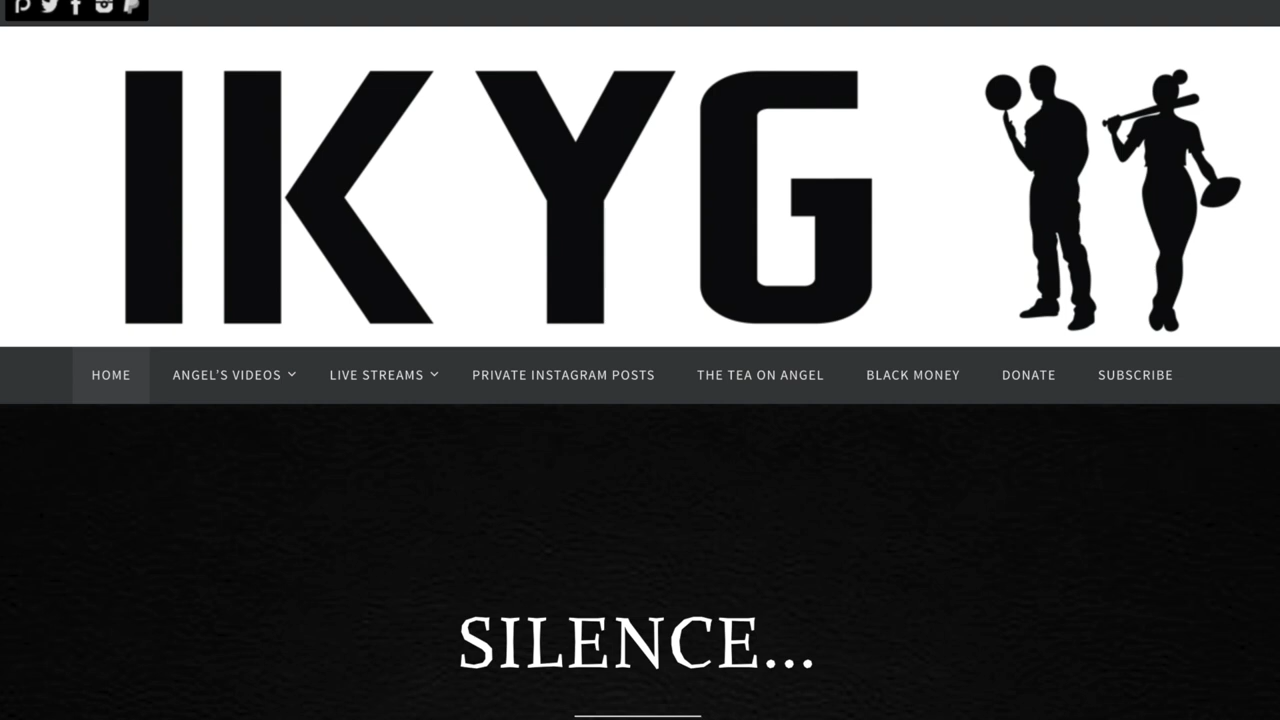 IKYG
HOME ANGEL'S VIDEOS LIVE STREAMS PRIVATE INSTAGRAM POSTS THE TEA ON ANGEL BLACK MONEY DONATE SUBSCRIBE
SILENCE...